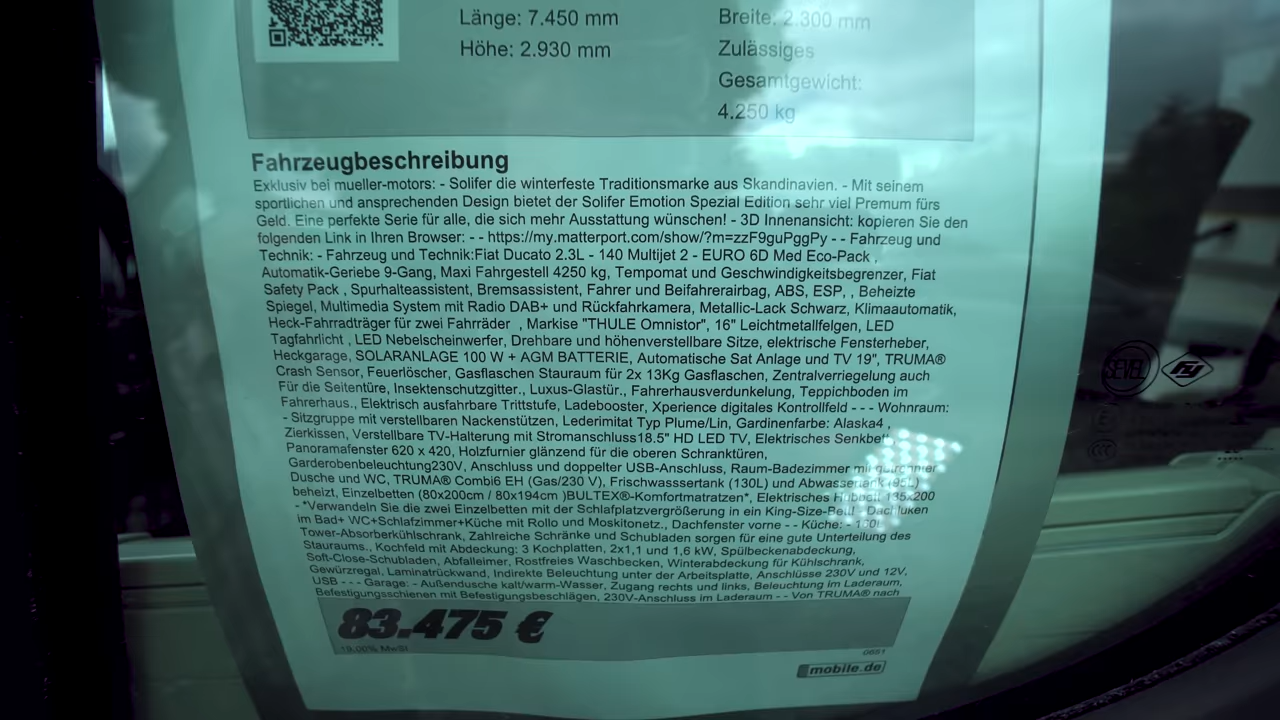 Länge: 7.450 mm
Höhe: 2.930 mm
Breite: 2.300 mm
Zulässiges
Gesamtgewicht:
4.250 kg
Fahrzeugbeschreibung
Exklusiv bei mueller-motors: - Solifer die winterfeste Traditionsmarke aus Skandinavien. - Mit seinem
sportlichen und ansprechenden Design bietet der Solifer Emotion Spezial Edition sehr viel Premum fürs
Geld. Eine perfekte Serie für alle, die sich mehr Ausstattung wünschen! - 3D Innenansicht: kopieren Sie den
folgenden Link in Ihren Browser: - - https://my.matterport.com/show/?m=zzF9guPggPy - - Fahrzeug und
Technik: - Fahrzeug und Technik:Fiat Ducato 2.3L - 140 Multijet 2 - EURO 6D Med Eco-Pack ,
Automatik-Geriebe 9-Gang, Maxi Fahrgestell 4250 kg, Tempomat und Geschwindigkeitsbegrenzer, Fiat
Safety Pack , Spurhalteassistent, Bremsassistent, Fahrer und Beifahrerairbag, ABS, ESP, , Beheizte
Spiegel, Multimedia System mit Radio DAB+ und Rückfahrkamera, Metallic-Lack Schwarz, Klimaautomatik,
Heck-Fahrradträger für zwei Fahrräder , Markise "THULE Omnistor", 16" Leichtmetallfelgen, LED
Tagfahrlicht , LED Nebelscheinwerfer, Drehbare und höhenverstellbare Sitze, elektrische Fensterheber,
Heckgarage, SOLARANLAGE 100 W + AGM BATTERIE, Automatische Sat Anlage und TV 19", TRUMA®
Crash Sensor, Feuerlöscher, Gasflaschen Stauraum für 2x 13Kg Gasflaschen, Zentralverriegelung auch
Für die Seitentüre, Insektenschutzgitter., Luxus-Glastür., Fahrerhausverdunkelung, Teppichboden im
Fahrerhaus., Elektrisch ausfahrbare Trittstufe, Ladebooster, Xperience digitales Kontrollfeld - - - Wohnraum:
- Sitzgruppe mit verstellbaren Nackenstützen, Lederimitat Typ Plume/Lin, Gardinenfarbe: Alaska4 ,
Zierkissen, Verstellbare TV-Halterung mit Stromanschluss18.5" HD LED TV, Elektrisches Senkbett
Panoramafenster 620 x 420, Holzfurnier glänzend für die oberen Schranktüren,
Garderobenbeleuchtung230V, Anschluss und doppelter USB-Anschluss, Raum-Badezimmer mit
Dusche und WC, TRUMA® Combi6 EH (Gas/230 V), Frischwasssertank (130L) und Abwassertank (95L)
beheizt, Einzelbetten (80x200cm / 80x194cm )BULTEX®-Komfortmatratzen*, Elektrisches Hubbett 135x200
- *Verwandeln Sie die zwei Einzelbetten mit der Schlafplatzvergrößerung in ein King-Size-Bett! - Dachluken
im Bad+ WC+Schlafzimmer+Küche mit Rollo und Moskitonetz., Dachfenster vorne - - Küche: -
Tower-Absorberkühlschrank, Zahlreiche Schränke und Schubladen sorgen für eine gute Unterteilung des
Stauraums., Kochfeld mit Abdeckung: 3 Kochplatten, 2x1,1 und 1,6 kW, Spülbeckenabdeckung,
Soft-Close-Schubladen, Abfalleimer, Rostfreies Waschbecken, Winterabdeckung für Kühlschrank,
Gewürzregal, Laminatrückwand, Indirekte Beleuchtung unter der Arbeitsplatte, Anschlüsse 230V und 12V,
USB - - - Garage: - Außendusche kalt/warm-Wasser, Zugang rechts und links, Beleuchtung im Laderaum,
Befestigungsschienen mit Befestigungsbeschlägen, 230V-Anschluss im Laderaum - - Von TRUMA® nach
83.475 €
19,00% MwSt
0651
mobile.de
SEVEL